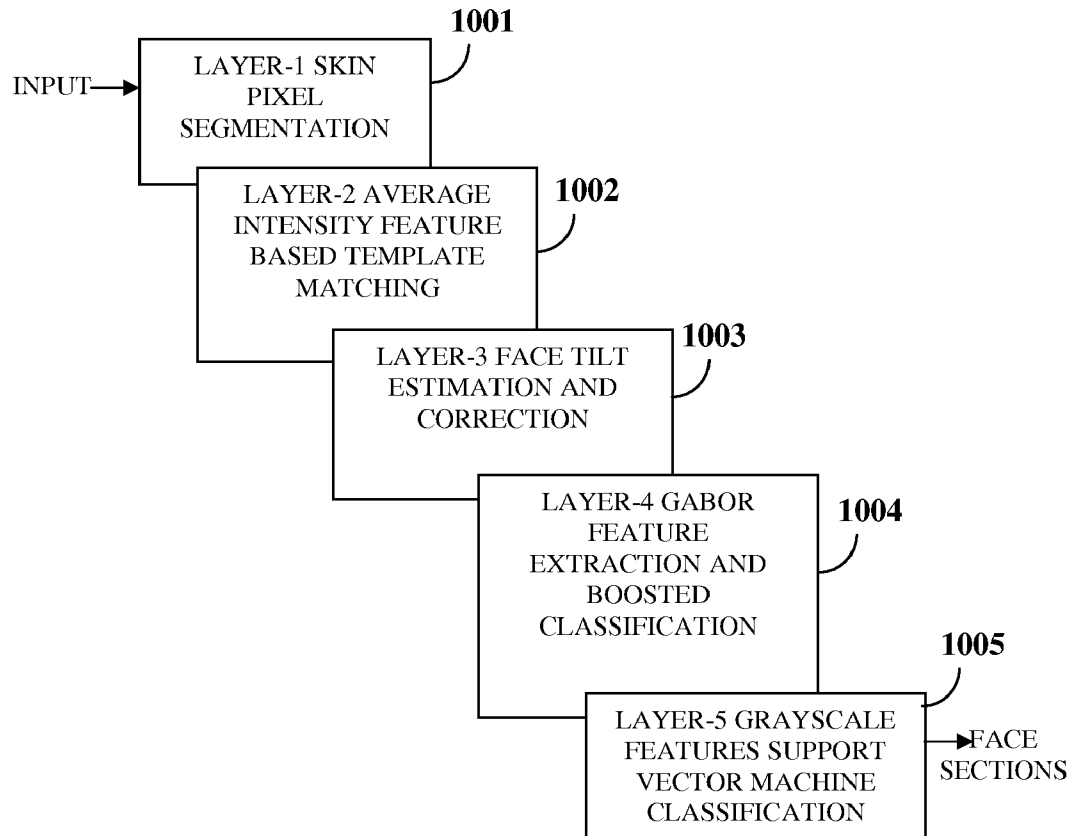 1001
INPUT
LAYER-1 SKIN
PIXEL
SEGMENTATION
1002
LAYER-2 AVERAGE
INTENSITY FEATURE
BASED TEMPLATE
MATCHING
1003
LAYER-3 FACE TILT
ESTIMATION AND
CORRECTION
1004
LAYER-4 GABOR
FEATURE
EXTRACTION AND
BOOSTED
CLASSIFICATION
1005
LAYER-5 GRAYSCALE
FEATURES SUPPORT
VECTOR MACHINE
CLASSIFICATION
FACE
SECTIONS